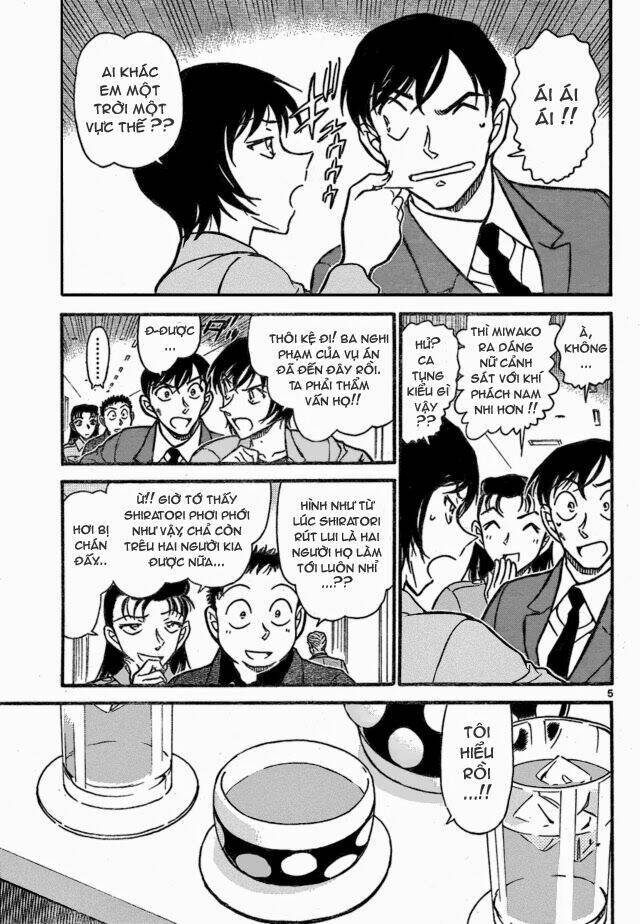 ÁI ÁI
ÁI !!
AI KHÁC
EM MỘT
TRỜI MỘT
VỰC THẾ ??
À,
KHÔNG
...
THÌ MIWAKO
RA DÁNG
NỮ CẢNH
SÁT VỚI KHÍ
PHÁCH NAM
NHI HƠN !!
HỬ?
CA
TỤNG
KIỂU GÌ
VẬY
??
THÔI KỆ ĐI! BA NGHI
PHẠM CỦA VỤ ÁN
ĐÃ ĐẾN ĐÂY RỒI.
TA PHẢI THẨM
VẤN HỌ!!
Đ-ĐƯỢC
...
.........
HÌNH NHƯ TỪ
LÚC SHIRATORI
RÚT LUI LÀ HAI
NGƯỜI HỌ LÀM
TỚI LUÔN NHỈ
...??
Ừ!! GIỜ TỚ THẤY
SHIRATORI PHƠI PHỚI
NHƯ VẬY, CHẢ CÒN
TRÊU HAI NGƯỜI KIA
ĐƯỢC NỮA...
HƠI BỊ
CHÁN
ĐẤY..
5
TÔI
HIỂU
RỒI
...!!